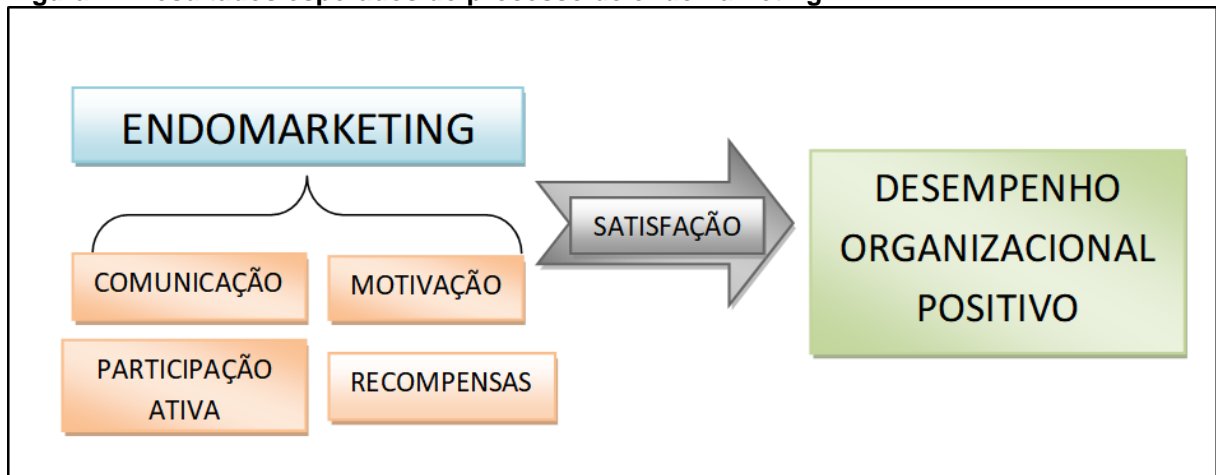 ENDOMARKETING
COMUNICAÇÃO
MOTIVAÇÃO
PARTICIPAÇÃO
ATIVA
RECOMPENSAS
SATISFAÇÃO
DESEMPENHO
ORGANIZACIONAL
POSITIVO